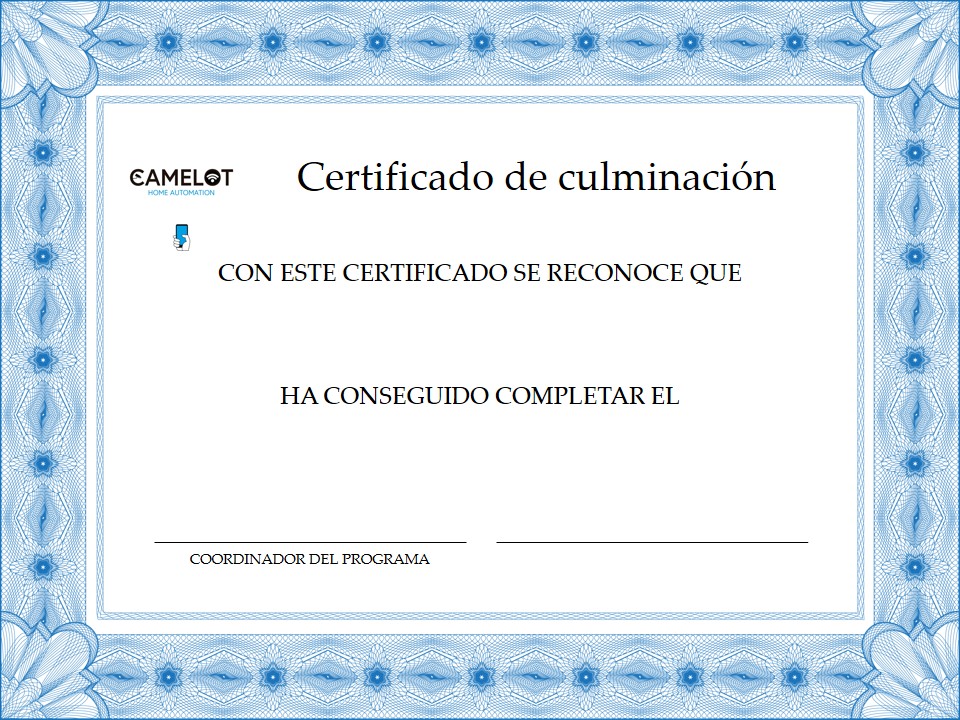 CAMELOT
HOME AUTOMATION
Certificado de culminación
CON ESTE CERTIFICADO SE RECONOCE QUE
HA CONSEGUIDO COMPLETAR EL
COORDINADOR DEL PROGRAMA